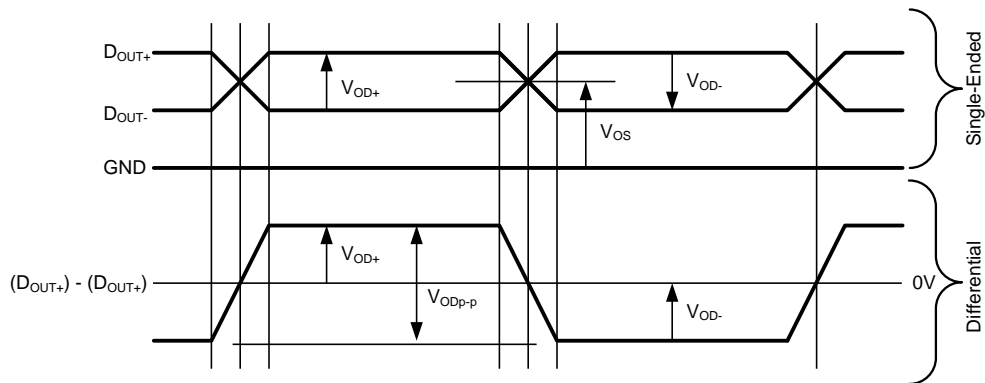 DOUT+
VOD+
VOD-
DOUT-
VOS
GND
Single-Ended
VOD+
(DOUT+) - (DOUT+)
VODp-p
0V
VOD-
Differential